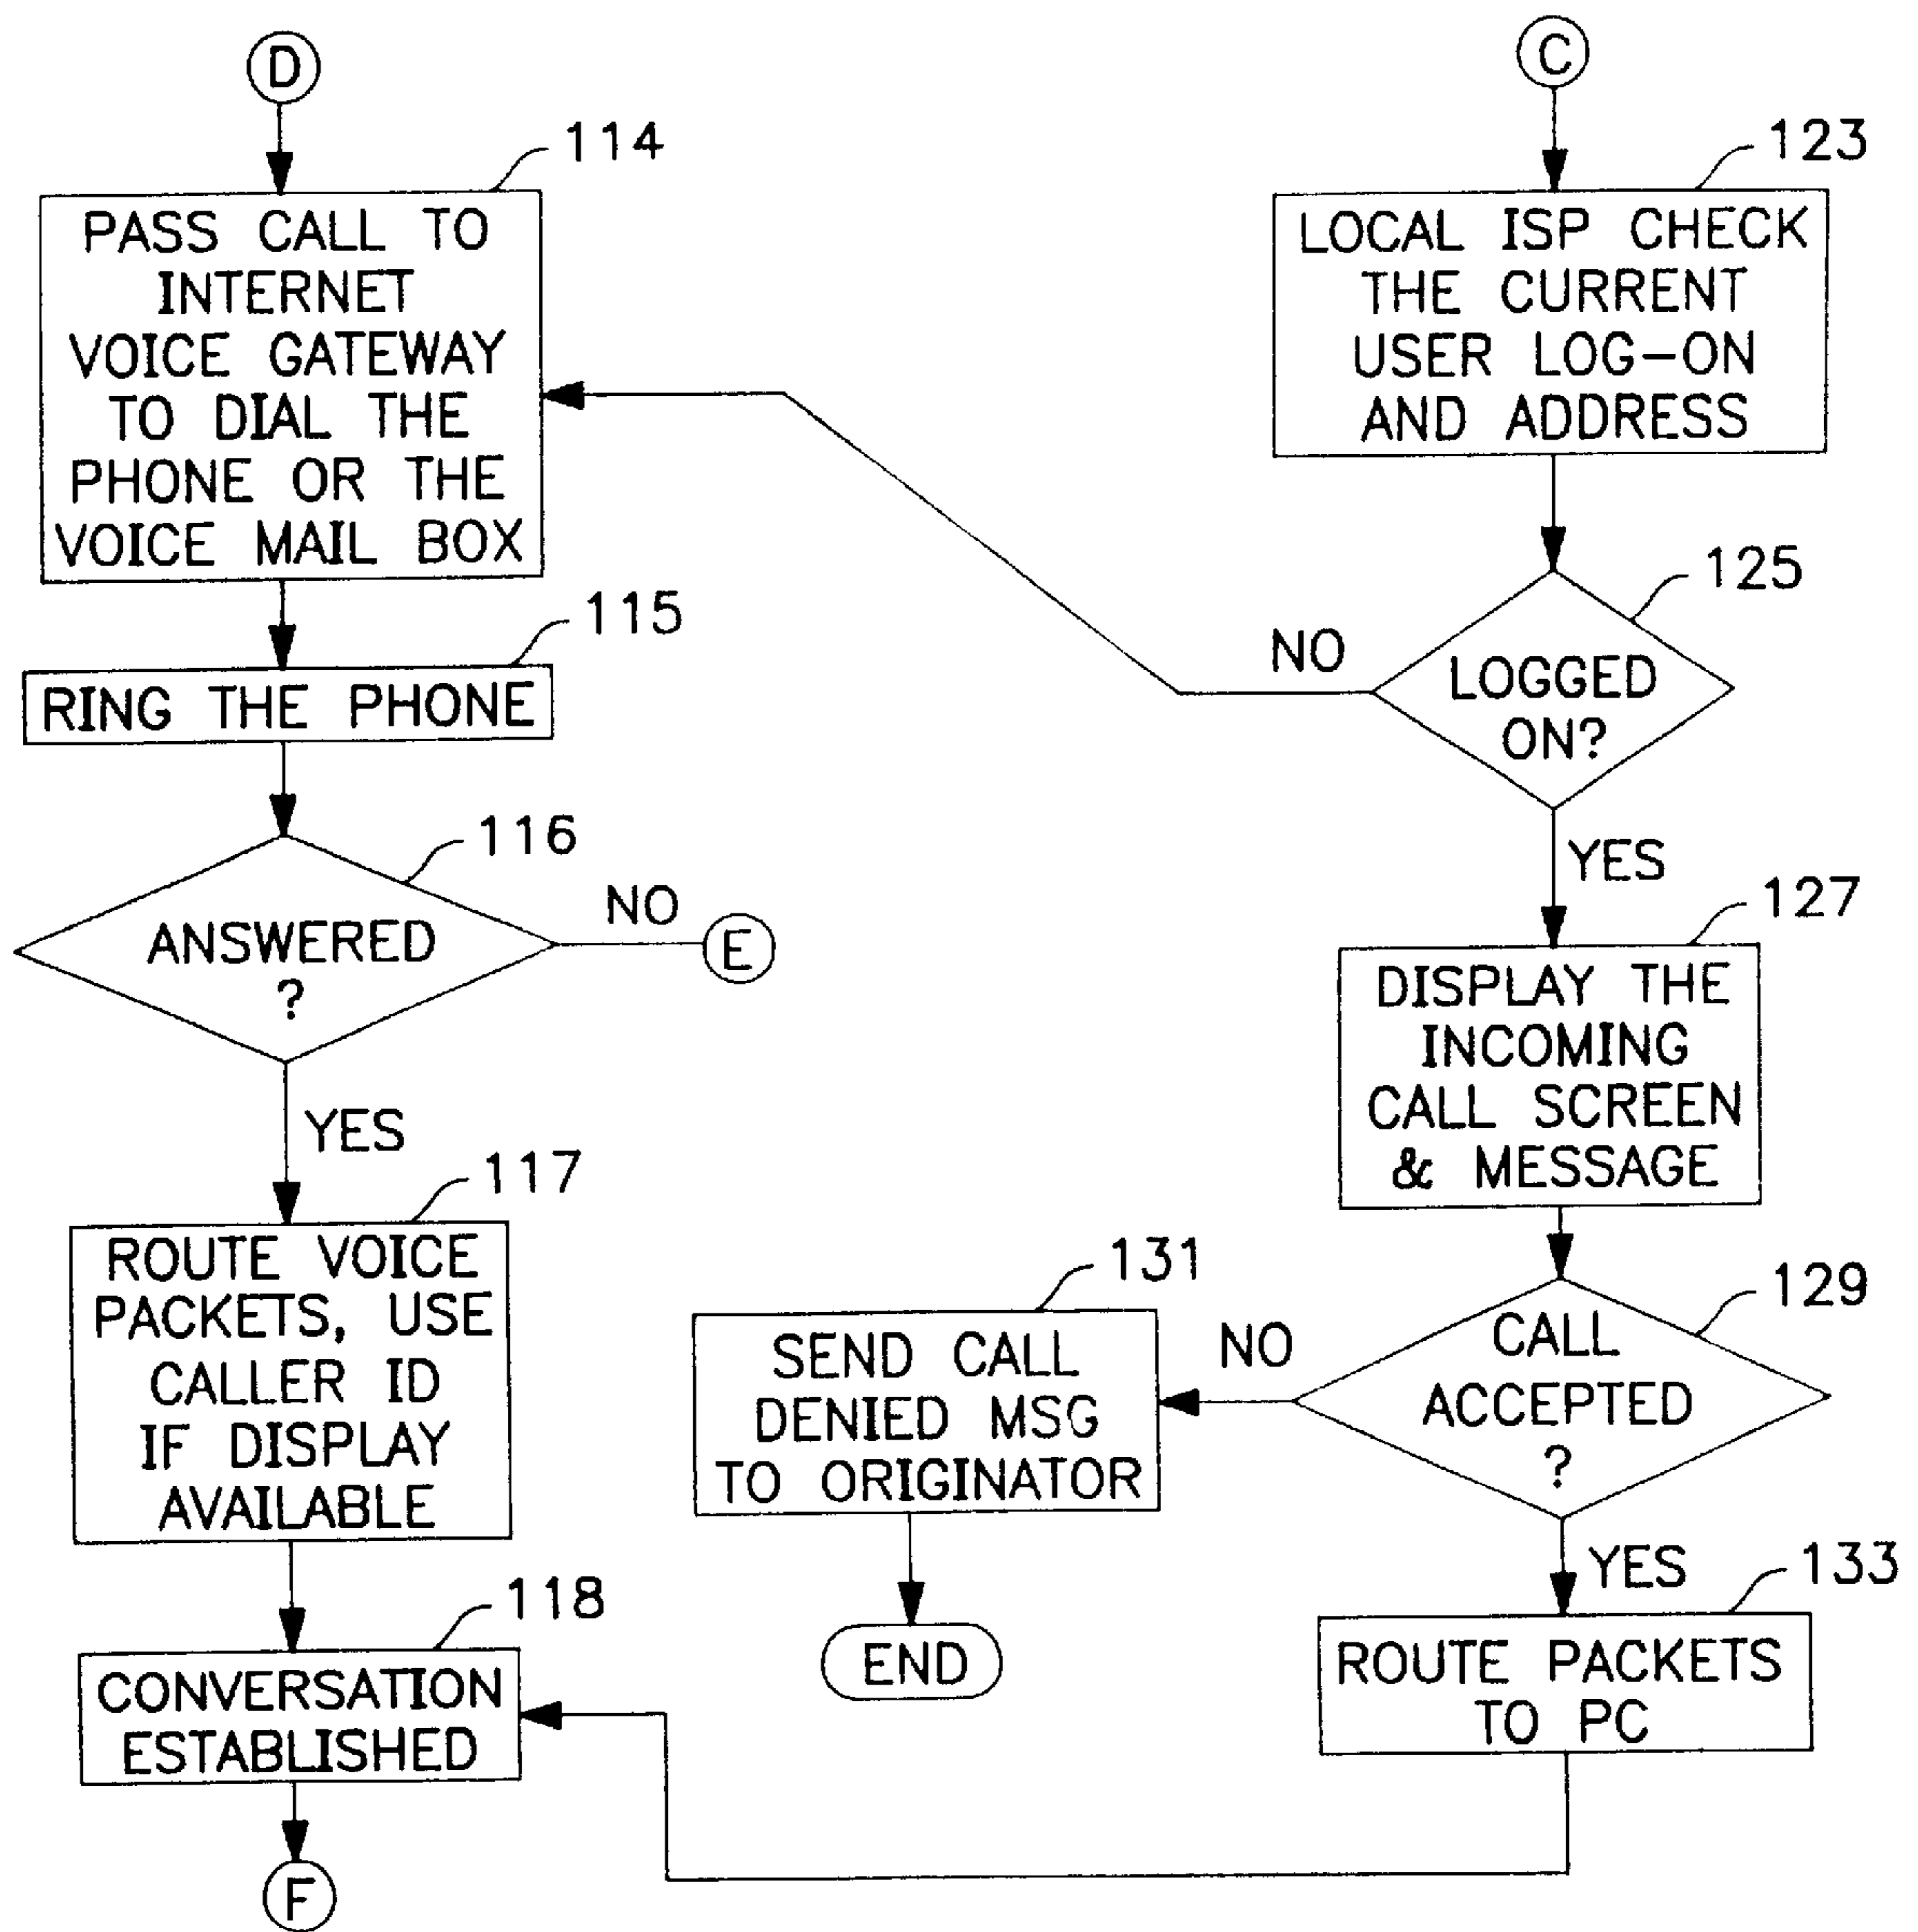 D
114
PASS CALL TO
INTERNET
VOICE GATEWAY
TO DIAL THE
PHONE OR THE
VOICE MAIL BOX
115
RING THE PHONE
116
ANSWERED
?
NO
E
YES
117
ROUTE VOICE
PACKETS, USE
CALLER ID
IF DISPLAY
AVAILABLE
118
CONVERSATION
ESTABLISHED
F
C
123
LOCAL ISP CHECK
THE CURRENT
USER LOG-ON
AND ADDRESS
125
LOGGED
ON?
NO
YES
127
DISPLAY THE
INCOMING
CALL SCREEN
& MESSAGE
129
CALL
ACCEPTED
?
NO
131
SEND CALL
DENIED MSG
TO ORIGINATOR
END
YES
133
ROUTE PACKETS
TO PC